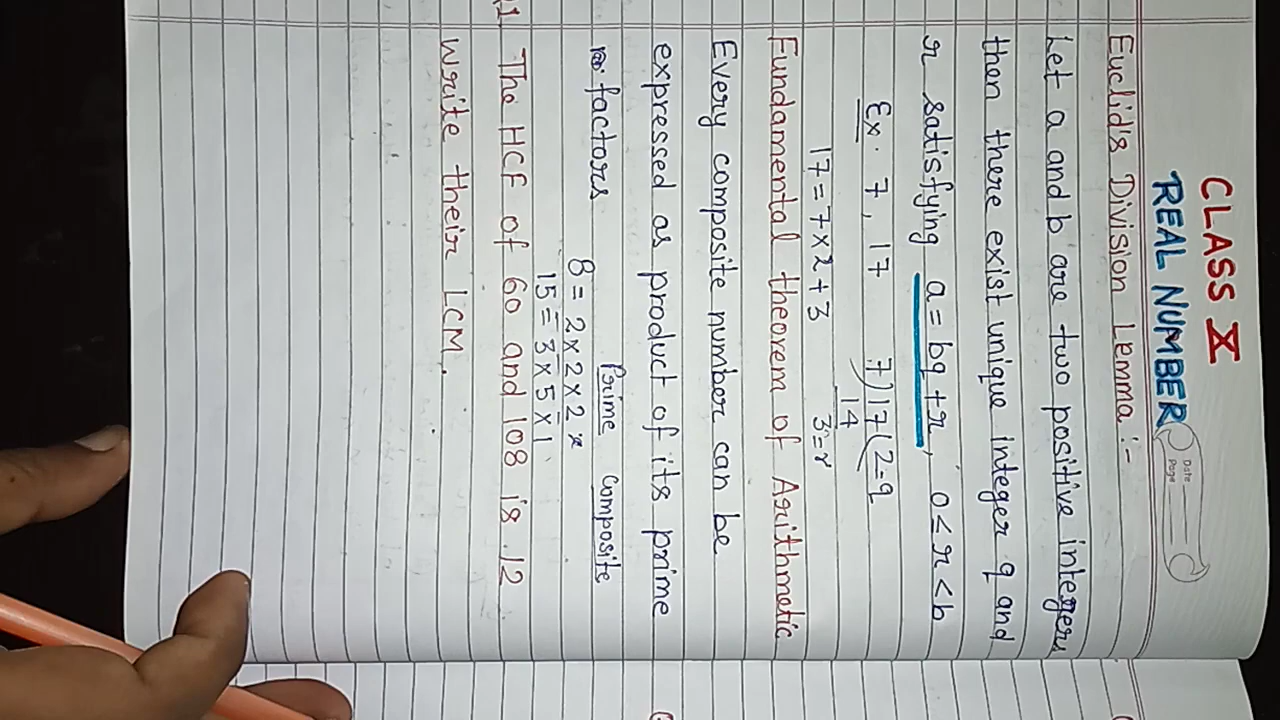 CLASS X
REAL NUMBER
Date
Page
Euclid's Division Lemma :-
Let a and b are two positive integers
then there exist unique integer q and
r satisfying a = bq + r, 0 ≤ r < b
Ex. 7, 17 7)17(2=q
14
17 = 7×2+3 3=r
Fundamental theorem of Arithmetic
Every composite number can be
expressed as product of its prime
factors Prime Composite
8 = 2×2×2×
15 = 3×5×1
1. The HCF of 60 and 108 is 12
write their LCM.